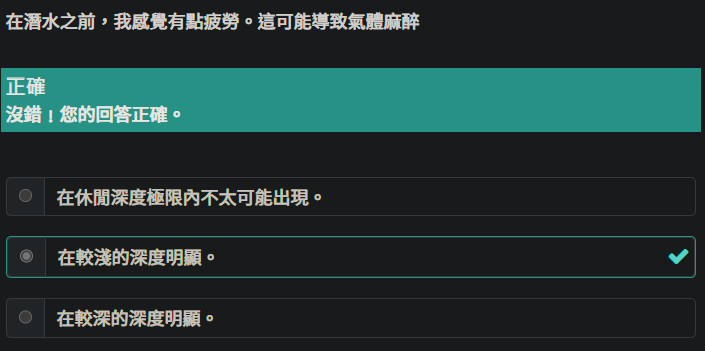 在潛水之前，我感覺有點疲勞。這可能導致氣體麻醉
正確
沒錯！您的回答正確。
在休閒深度極限內不太可能出現。
在較淺的深度明顯。
在較深的深度明顯。